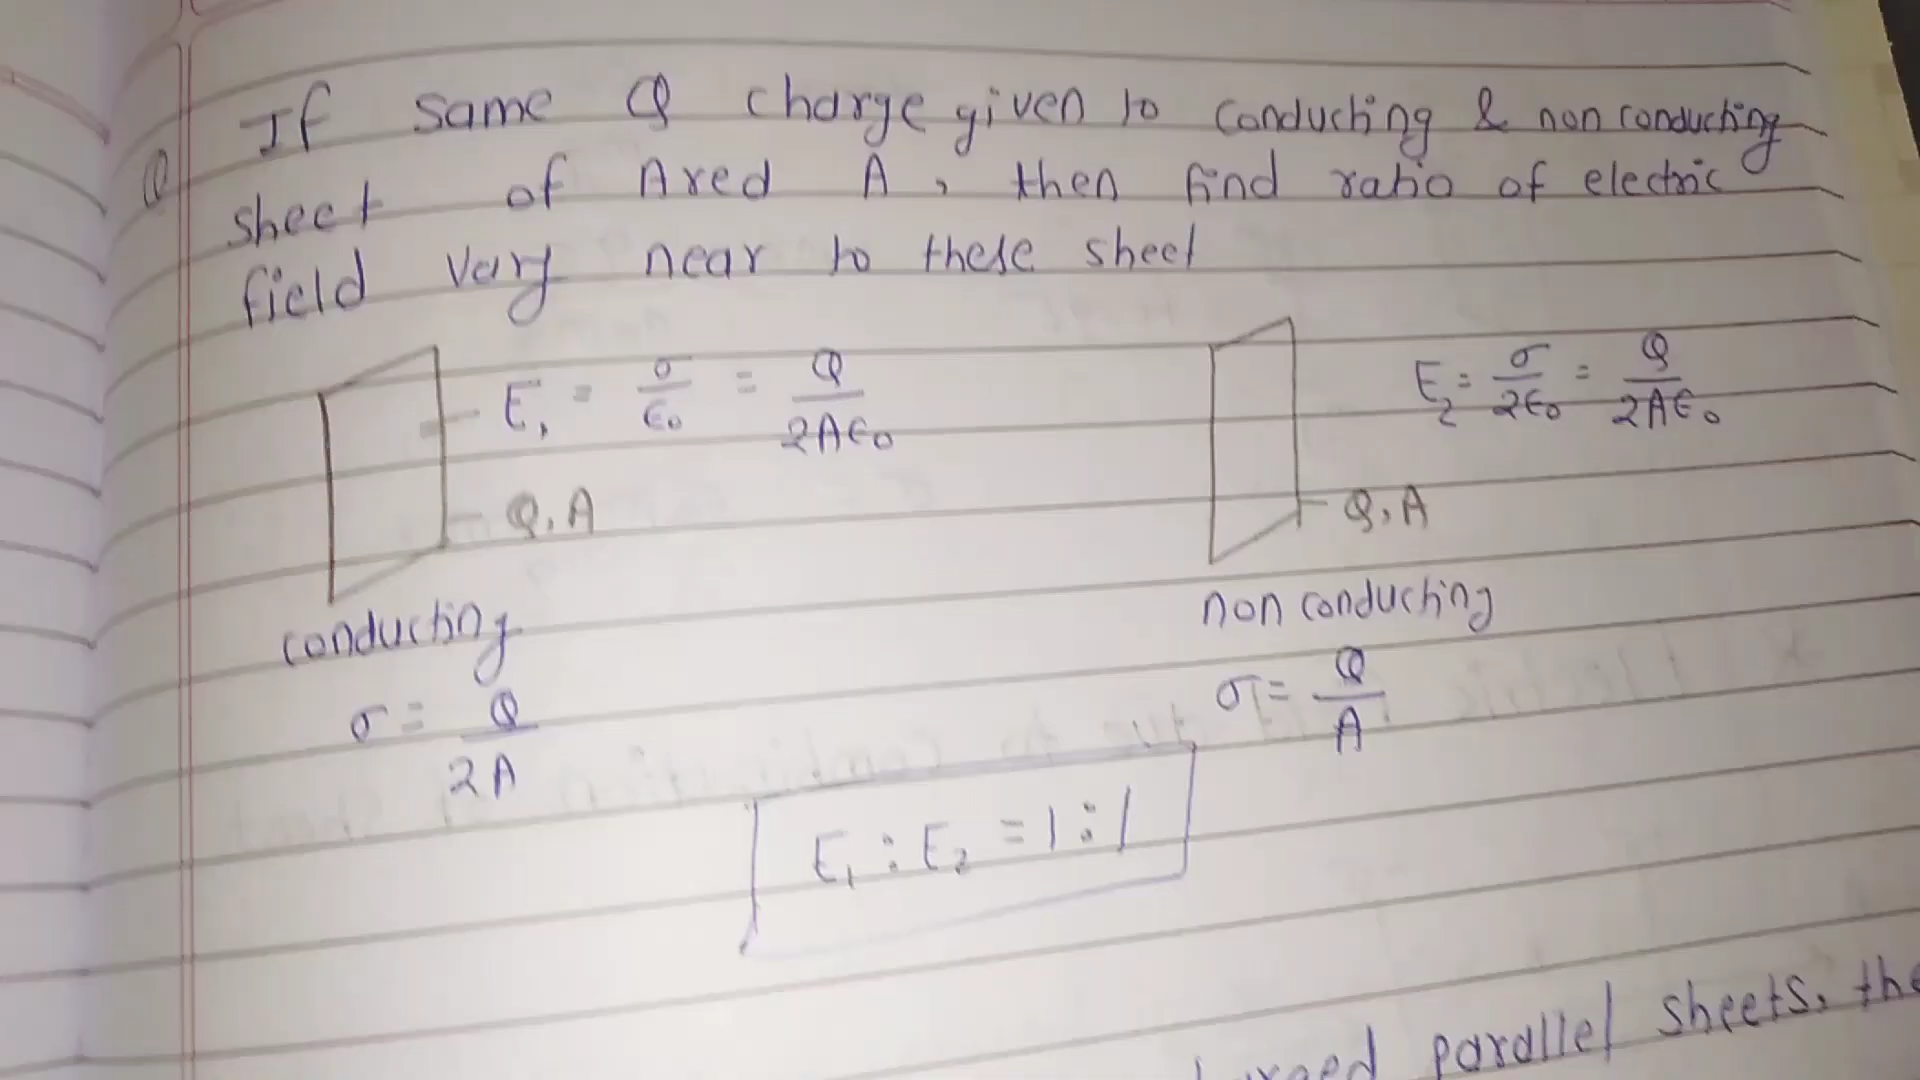 Q If same Q charge given to conducting & non conducting
sheet of Area A, then find ratio of electric
field vary near to these sheet
E₁ = σ/ε₀ = Q/2Aε₀
E₂ = σ/2ε₀ = Q/2Aε₀
Q, A
Q, A
conducting
non conducting
σ = Q/2A
σ = Q/A
E₁ : E₂ = 1 : 1
parallel sheets, the